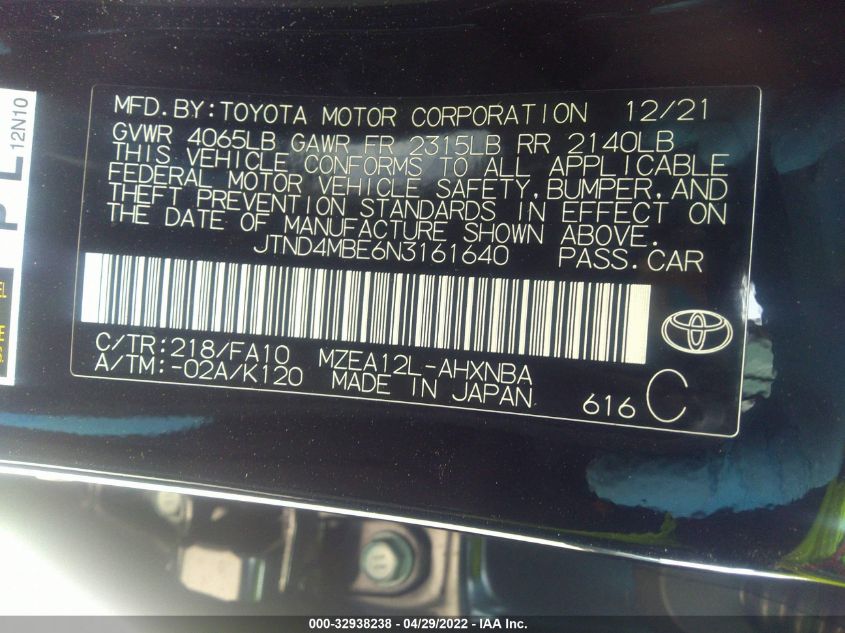 MFD.BY:TOYOTA MOTOR CORPORATION 12/21
GVWR 4065LB GAWR FR 2315LB RR 2140LB
THIS VEHICLE CONFORMS TO ALL APPLICABLE
FEDERAL MOTOR VEHICLE SAFETY,BUMPER,AND
THEFT PREVENTION STANDARDS IN EFFECT ON
THE DATE OF MANUFACTURE SHOWN ABOVE.
JTND4MBE6N3161640 PASS.CAR
C/TR:218/FA10 MZEA12L-AHXNBA
A/TM:-02A/K120 MADE IN JAPAN
616 C
12N10
000-32938238 - 04/29/2022 - IAA Inc.